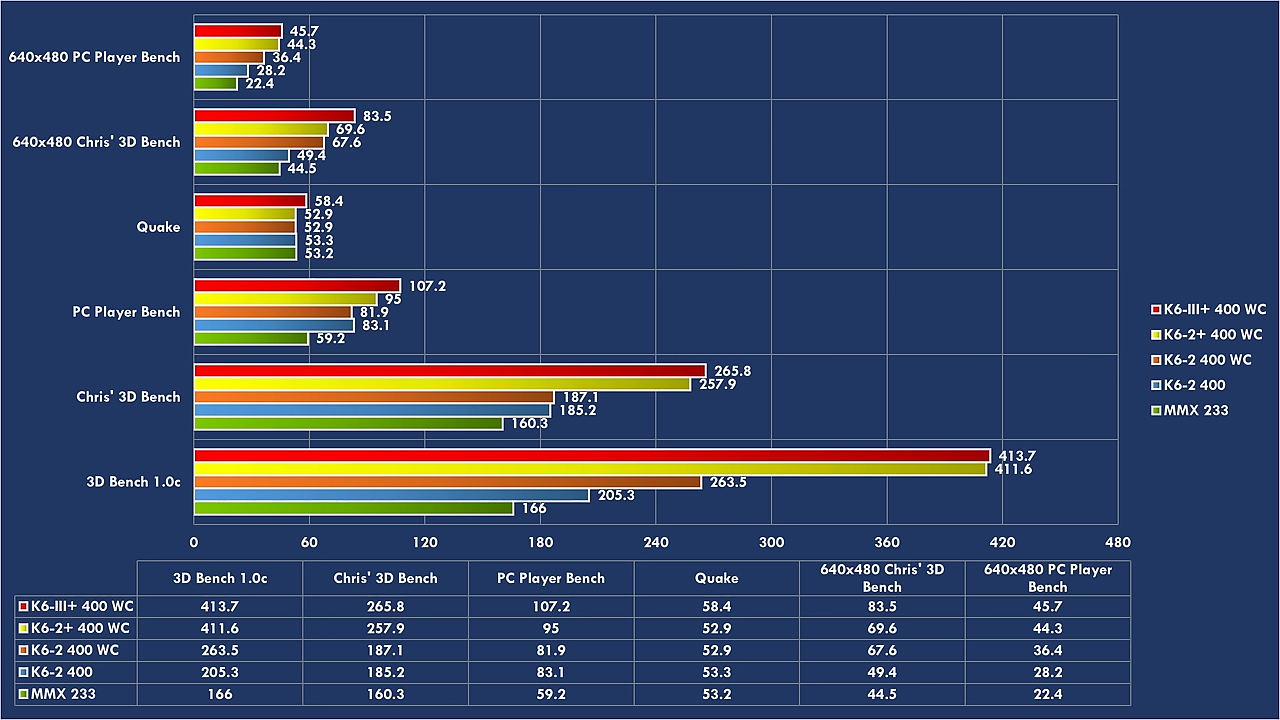 640x480 PC Player Bench
45.7
44.3
36.4
28.2
22.4
640x480 Chris' 3D Bench
83.5
69.6
67.6
49.4
44.5
Quake
58.4
52.9
52.9
53.3
53.2
PC Player Bench
107.2
95
81.9
83.1
59.2
Chris' 3D Bench
265.8
257.9
187.1
185.2
160.3
3D Bench 1.0c
413.7
411.6
263.5
205.3
166
0 60 120 180 240 300 360 420 480
K6-III+ 400 WC
K6-2+ 400 WC
K6-2 400 WC
K6-2 400
MMX 233
3D Bench 1.0c Chris' 3D Bench PC Player Bench Quake 640x480 Chris' 3D 640x480 PC Player
Bench Bench
K6-III+ 400 WC 413.7 265.8 107.2 58.4 83.5 45.7
K6-2+ 400 WC 411.6 257.9 95 52.9 69.6 44.3
K6-2 400 WC 263.5 187.1 81.9 52.9 67.6 36.4
K6-2 400 205.3 185.2 83.1 53.3 49.4 28.2
MMX 233 166 160.3 59.2 53.2 44.5 22.4